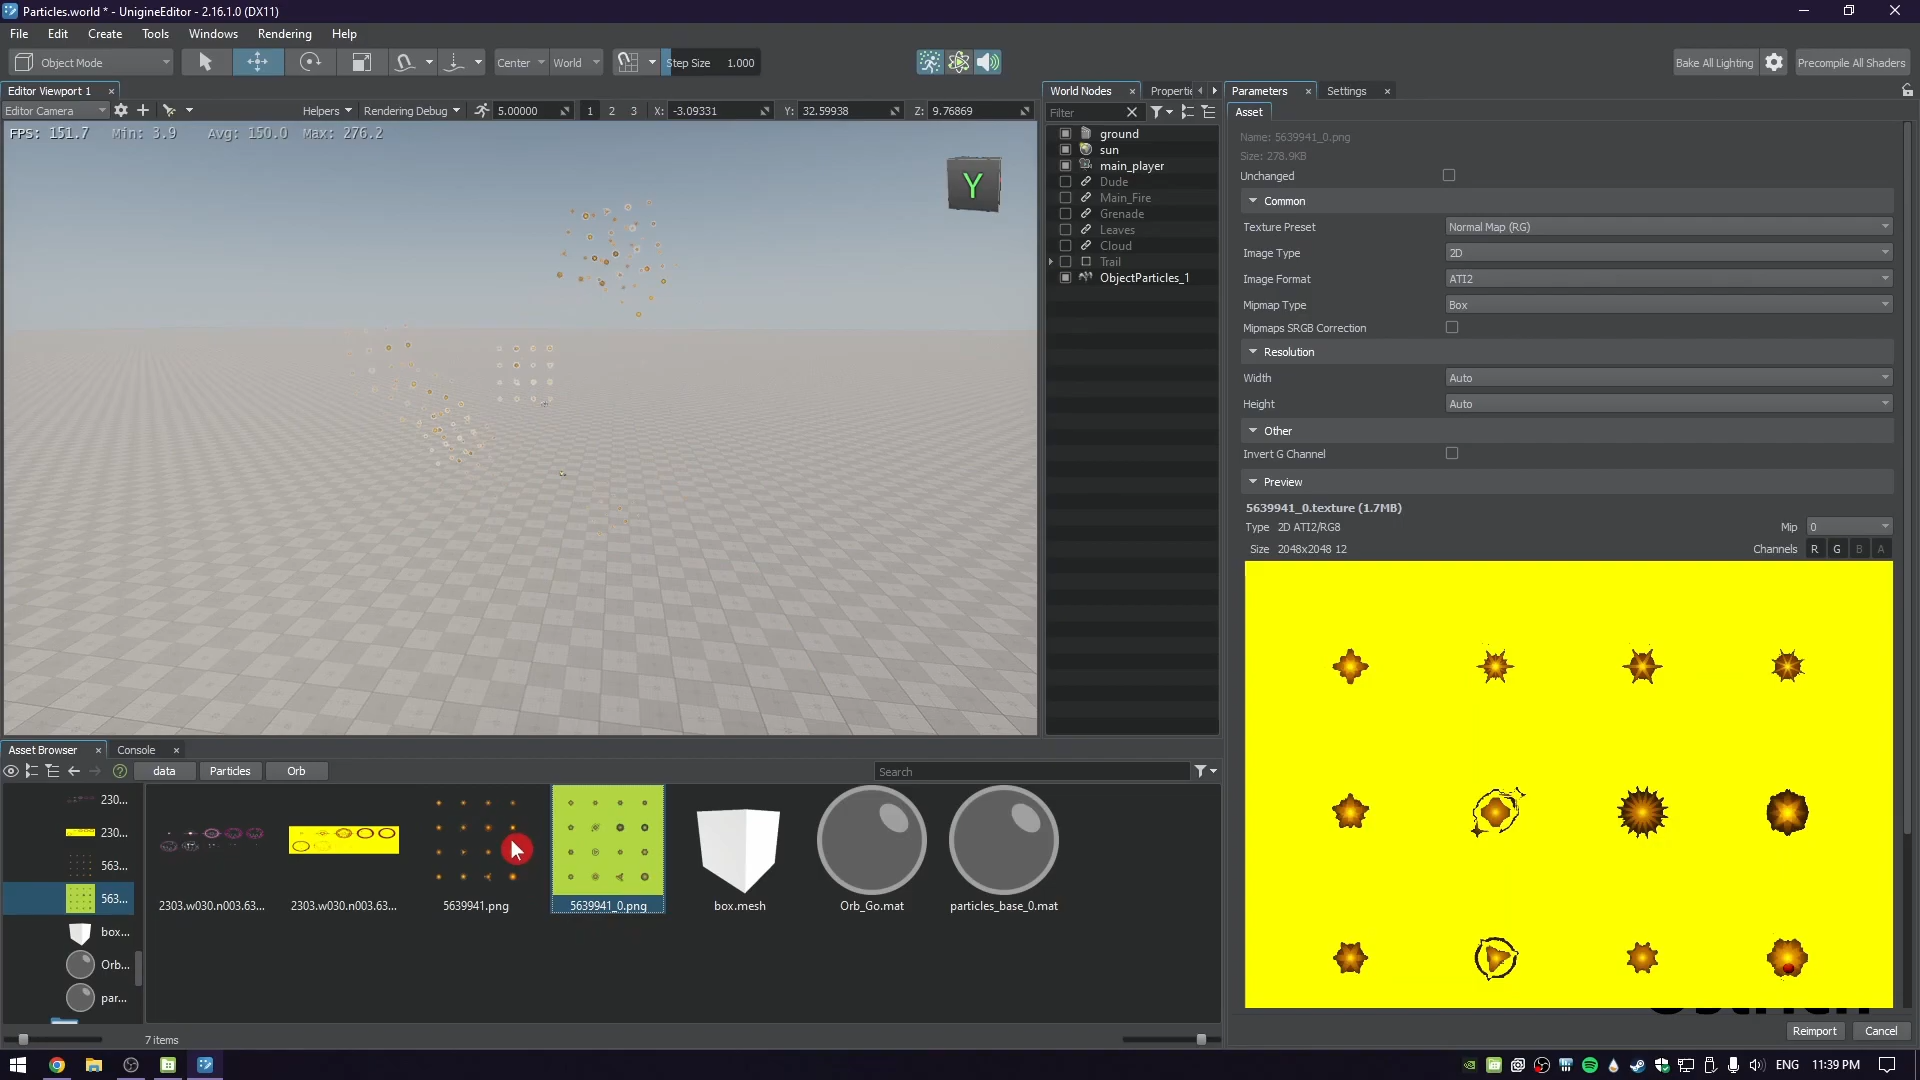 Particles.world * - UnigineEditor - 2.16.1.0 (DX11)
File Edit Create Tools Windows Rendering Help
Object Mode Center World Step Size 1.000 Bake All Lighting Precompile All Shaders
Editor Viewport 1
Editor Camera Helpers Rendering Debug 5.00000 1 2 3 X: -3.09331 Y: 32.59938 Z: 9.76869
FPS: 151.7 Min: 3.9 Avg: 150.0 Max: 276.2
Y
World Nodes Properti
Filter
ground
sun
main_player
Dude
Main_Fire
Grenade
Leaves
Cloud
Trail
ObjectParticles_1
Parameters Settings
Asset
Name: 5639941_0.png
Size: 278.9KB
Unchanged
Common
Texture Preset Normal Map (RG)
Image Type 2D
Image Format ATI2
Mipmap Type Box
Mipmaps SRGB Correction
Resolution
Width Auto
Height Auto
Other
Invert G Channel
Preview
5639941_0.texture (1.7MB)
Type 2D ATI2/RG8 Mip 0
Size 2048x2048 12 Channels R G B A
Reimport Cancel
Asset Browser Console
data Particles Orb Search
230...
230...
563...
563...
box...
Orb...
par...
2303.w030.n003.63... 2303.w030.n003.63... 5639941.png 5639941_0.png box.mesh Orb_Go.mat particles_base_0.mat
7 items
ENG 11:39 PM